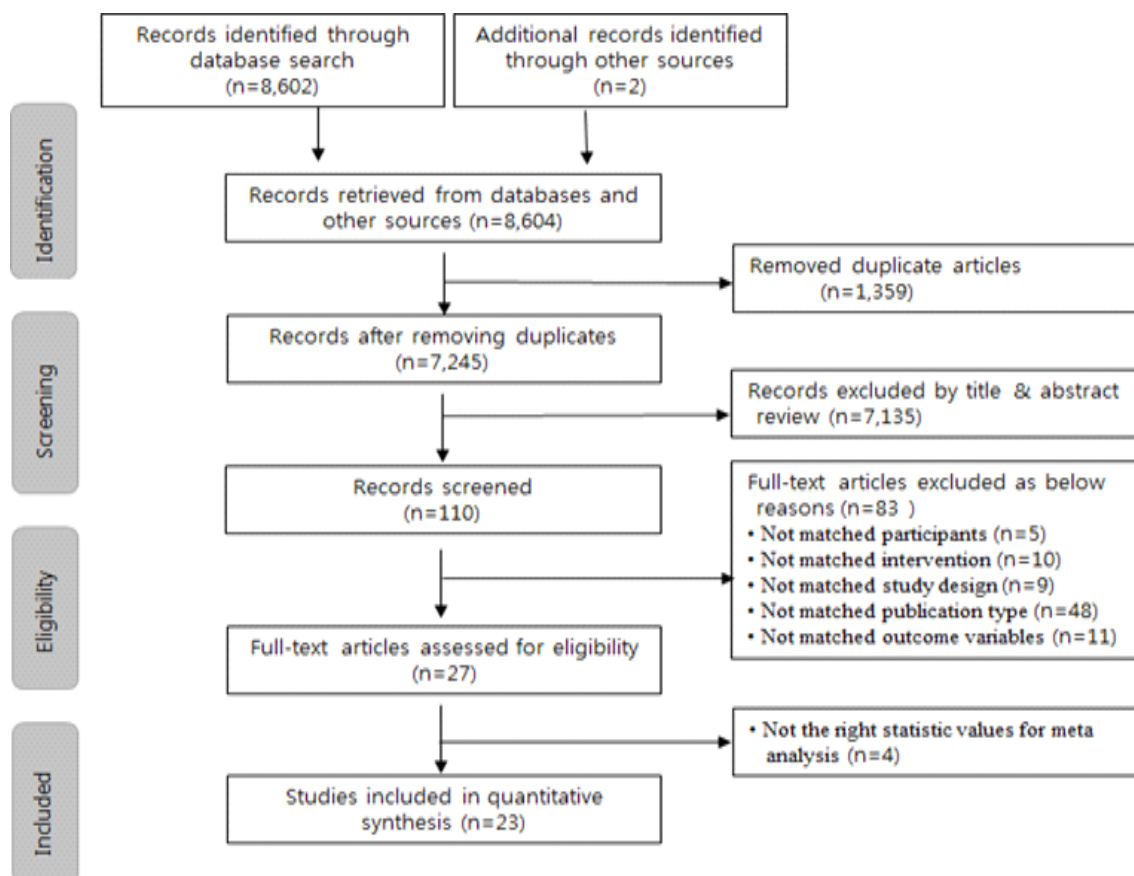 Records identified through
database search
(n=8,602)
Additional records identified
through other sources
(n=2)
Identification
Records retrieved from databases and
other sources (n=8,604)
Removed duplicate articles
(n=1,359)
Screening
Records after removing duplicates
(n=7,245)
Records excluded by title & abstract
review (n=7,135)
Records screened
(n=110)
Full-text articles excluded as below
reasons (n=83 )
• Not matched participants (n=5)
• Not matched intervention (n=10)
• Not matched study design (n=9)
• Not matched publication type (n=48)
• Not matched outcome variables (n=11)
Eligibility
Full-text articles assessed for eligibility
(n=27)
• Not the right statistic values for meta
analysis (n=4)
Included
Studies included in quantitative
synthesis (n=23)